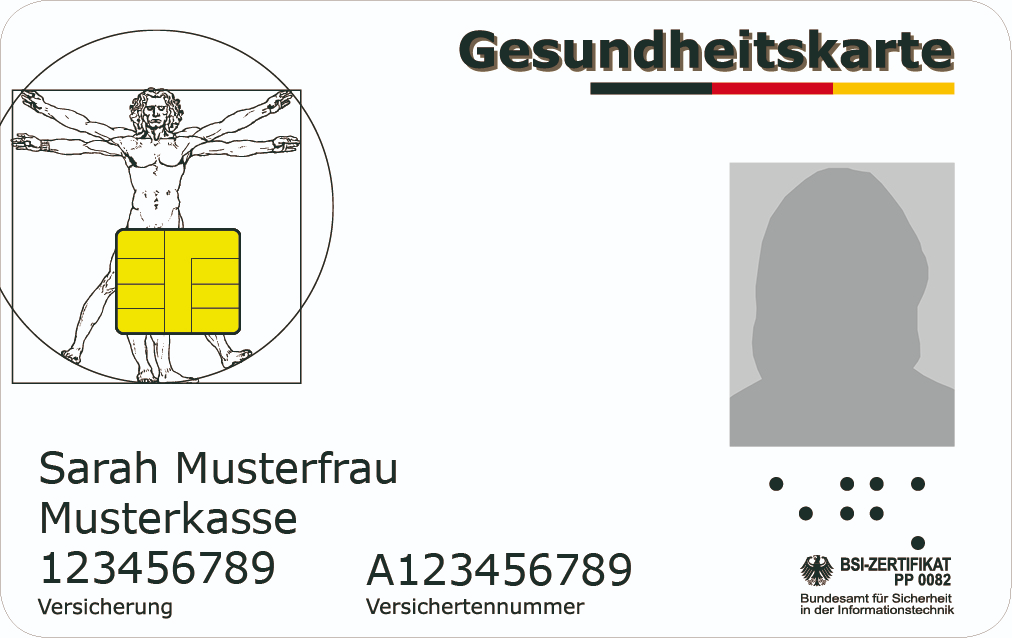 Gesundheitskarte
Sarah Musterfrau
Musterkasse
123456789
Versicherung
A123456789
Versichertennummer
BSI-ZERTIFIKAT
PP 0082
Bundesamt für Sicherheit
in der Informationstechnik